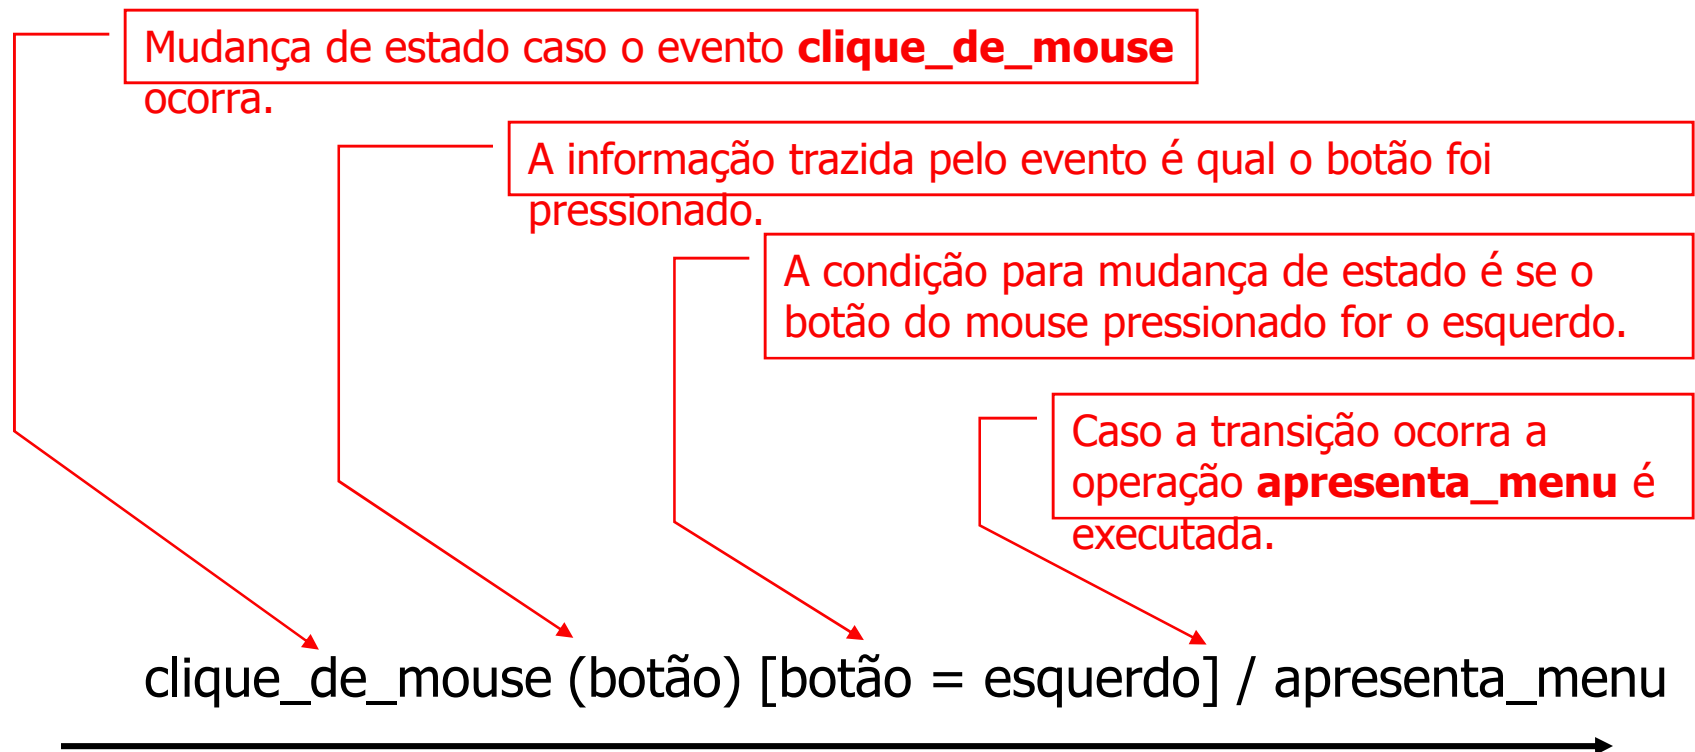 Mudança de estado caso o evento clique_de_mouse
ocorra.
A informação trazida pelo evento é qual o botão foi
pressionado.
A condição para mudança de estado é se o
botão do mouse pressionado for o esquerdo.
Caso a transição ocorra a
operação apresenta_menu é
executada.
clique_de_mouse (botão) [botão = esquerdo] / apresenta_menu